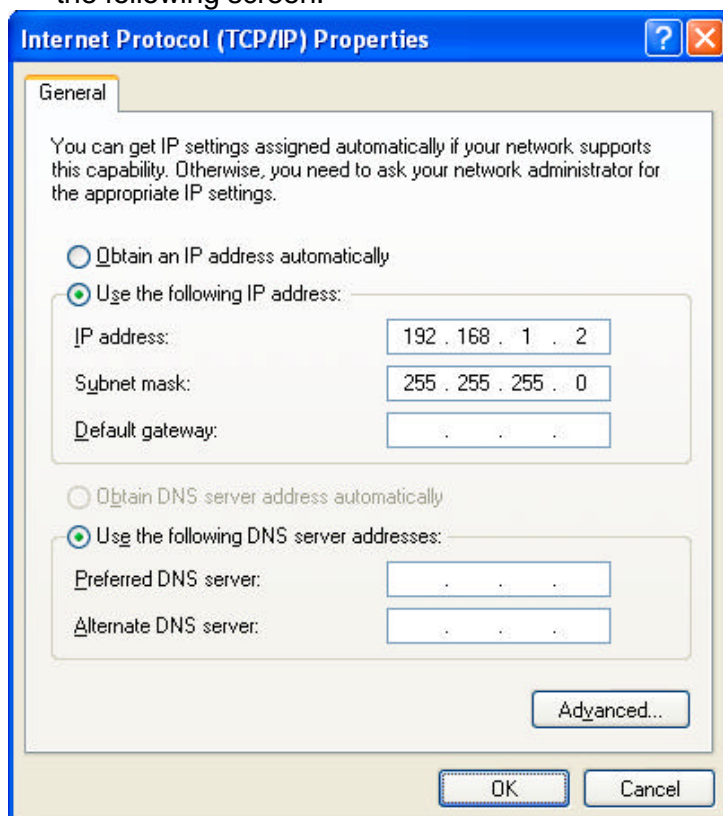 the following screen:
Internet Protocol (TCP/IP) Properties
General
You can get IP settings assigned automatically if your network supports
this capability. Otherwise, you need to ask your network administrator for
the appropriate IP settings.
Obtain an IP address automatically
Use the following IP address:
IP address: 192 . 168 . 1 . 2
Subnet mask: 255 . 255 . 255 . 0
Default gateway: . . .
Obtain DNS server address automatically
Use the following DNS server addresses:
Preferred DNS server: . . .
Alternate DNS server: . . .
Advanced...
OK Cancel